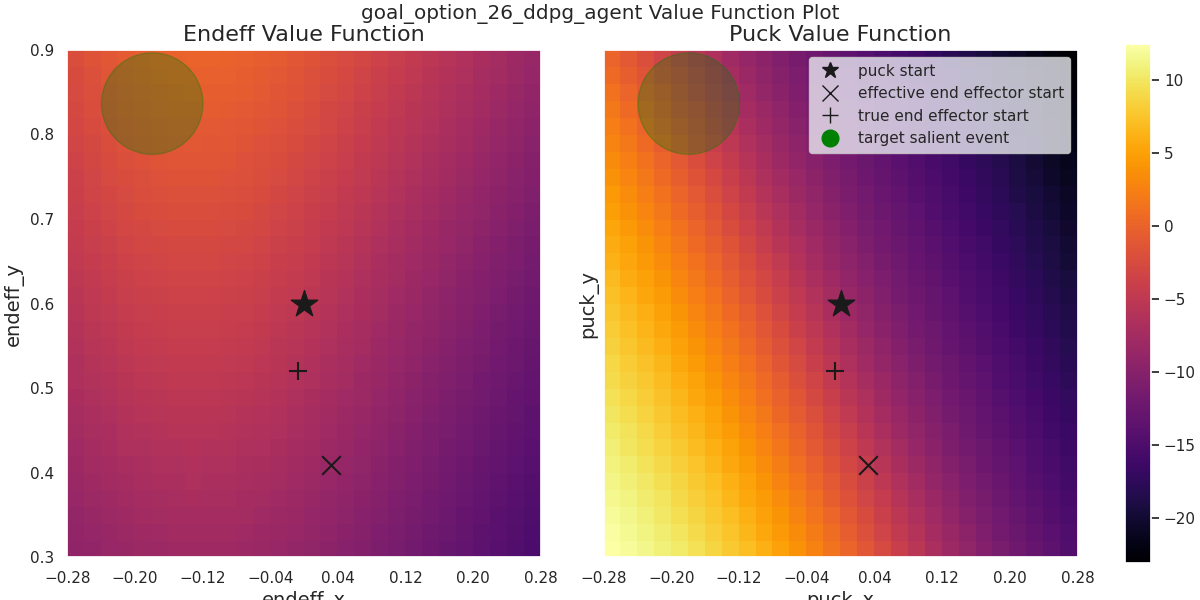 goal_option_26_ddpg_agent Value Function Plot
Endeff Value Function
Puck Value Function
0.9
0.8
0.7
0.6
0.5
0.4
0.3
endeff_y
−0.28
−0.20
−0.12
−0.04
0.04
0.12
0.20
0.28
endeff_x
puck_y
puck start
effective end effector start
true end effector start
target salient event
−0.28
−0.20
−0.12
−0.04
0.04
0.12
0.20
0.28
puck_x
10
5
0
−5
−10
−15
−20